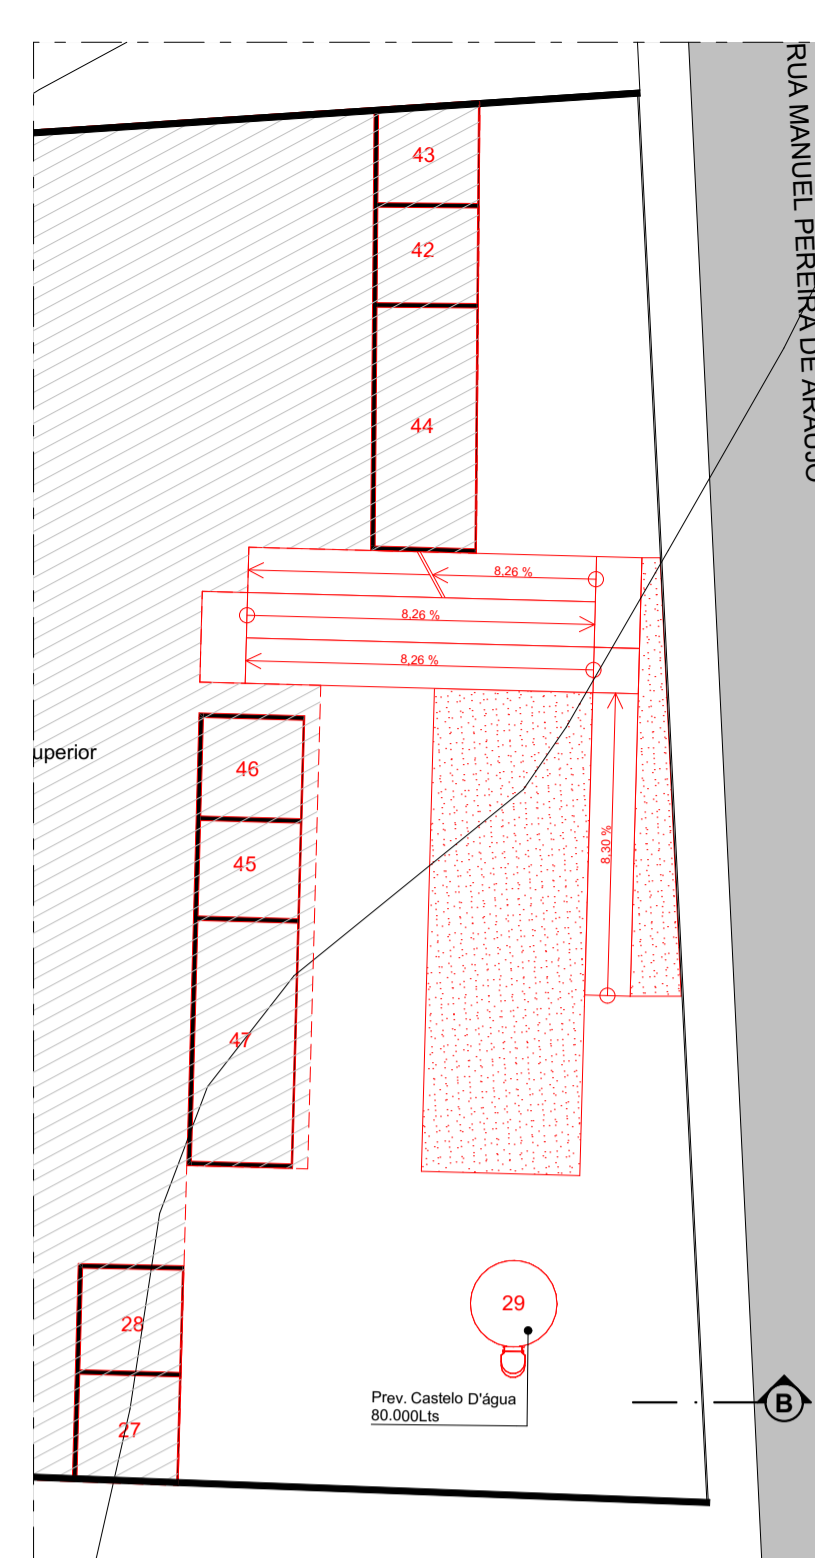 RUA MANUEL PEREIRA DE ARAUJO
43
42
44
8,26 %
8,26 %
8,26 %
uperior
46
45
8,30 %
47
29
28
Prev. Castelo D'água
80.000Lts
B
27